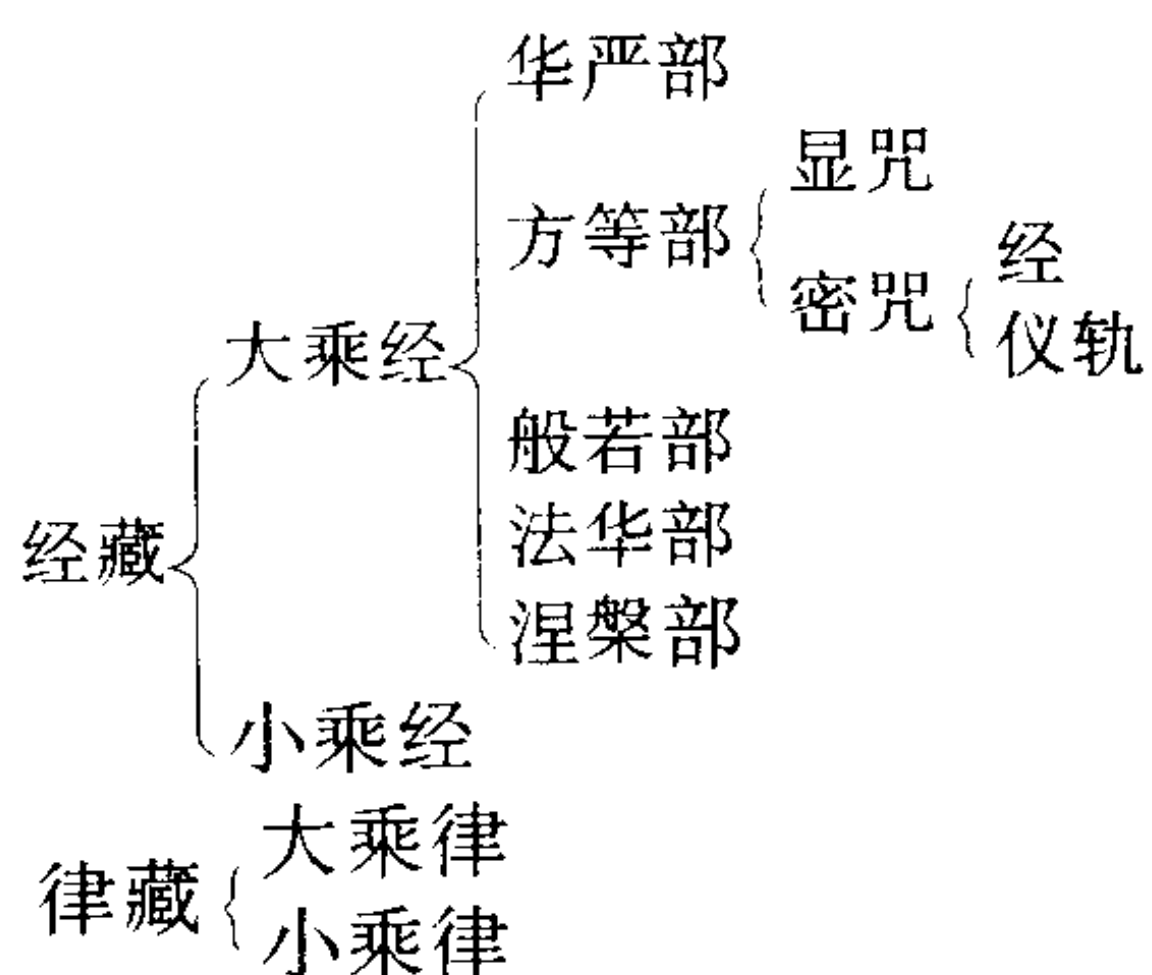 华严部
显咒
方等部
经
密咒
仪轨
大乘经
般若部
法华部
经藏
涅槃部
小乘经
大乘律
律藏
小乘律